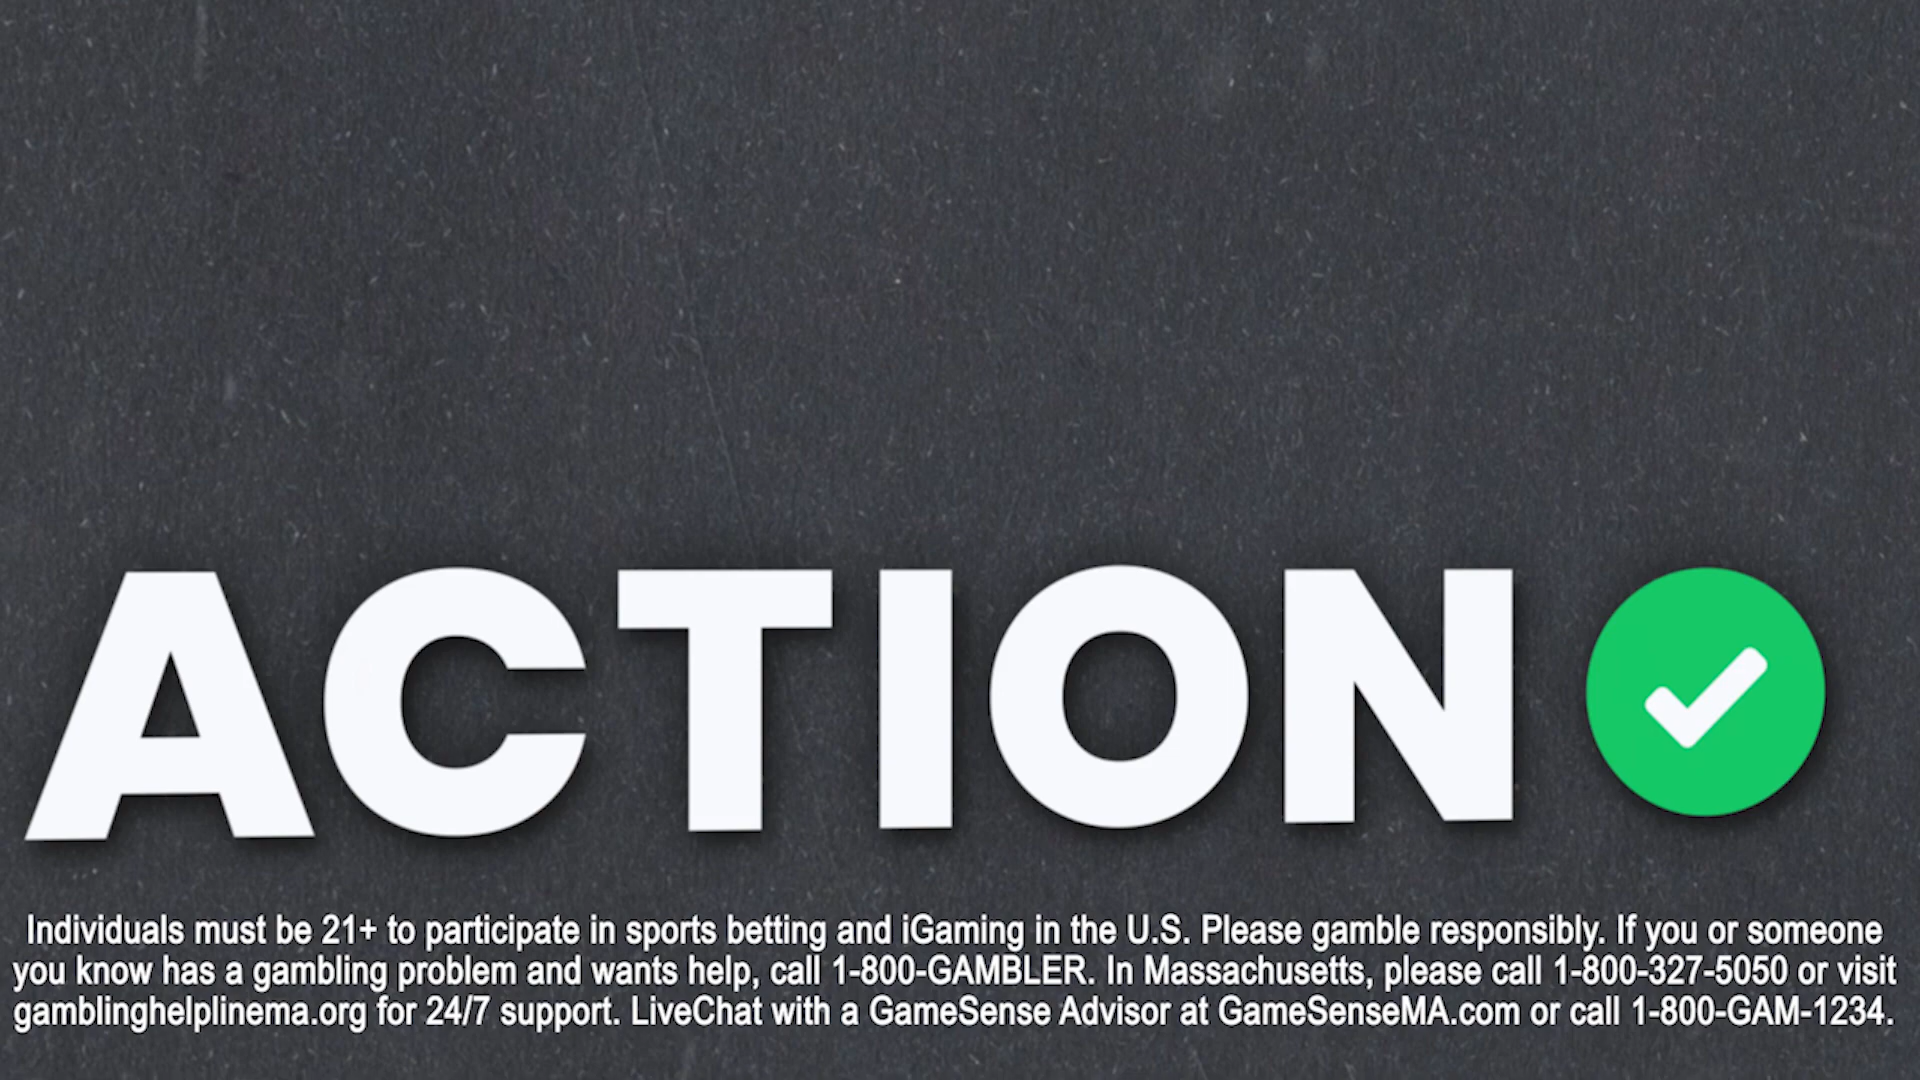 ACTION
Individuals must be 21+ to participate in sports betting and iGaming in the U.S. Please gamble responsibly. If you or someone
you know has a gambling problem and wants help, call 1-800-GAMBLER. In Massachusetts, please call 1-800-327-5050 or visit
gamblinghelplinema.org for 24/7 support. LiveChat with a GameSense Advisor at GameSenseMA.com or call 1-800-GAM-1234.